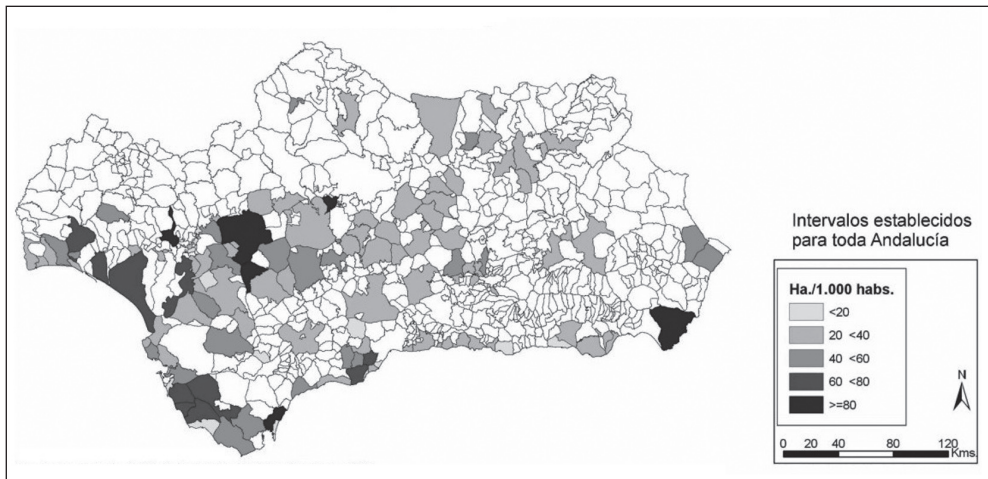 Intervalos establecidos
para toda Andalucía
Ha./1.000 habs.
<20
20 <40
40 <60
60 <80
>=80
N
0 20 40 80 120
Kms.